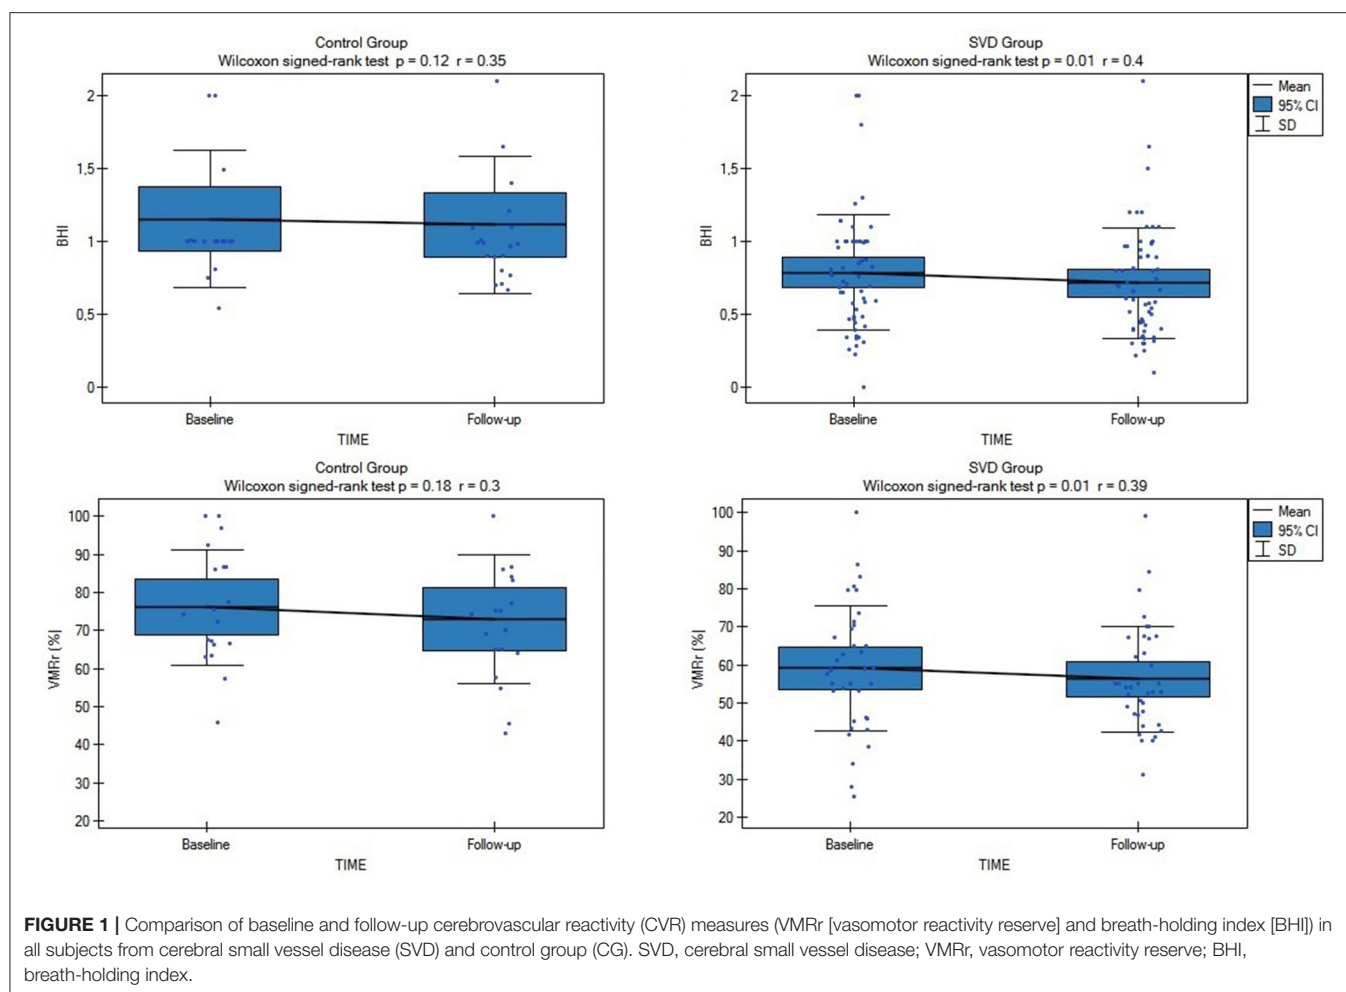 Control Group
Wilcoxon signed-rank test p = 0.12 r = 0.35
2
1,5
1
0,5
0
BHI
Baseline
Follow-up
TIME
SVD Group
Wilcoxon signed-rank test p = 0.01 r = 0.4
2
1,5
1
0,5
0
BHI
Baseline
Follow-up
TIME
Mean
95% CI
SD
Control Group
Wilcoxon signed-rank test p = 0.18 r = 0.3
100
90
80
70
60
50
40
30
20
VMRr [%]
Baseline
Follow-up
TIME
SVD Group
Wilcoxon signed-rank test p = 0.01 r = 0.39
100
90
80
70
60
50
40
30
20
VMRr [%]
Baseline
Follow-up
TIME
Mean
95% CI
SD
FIGURE 1 | Comparison of baseline and follow-up cerebrovascular reactivity (CVR) measures (VMRr [vasomotor reactivity reserve] and breath-holding index [BHI]) in
all subjects from cerebral small vessel disease (SVD) and control group (CG). SVD, cerebral small vessel disease; VMRr, vasomotor reactivity reserve; BHI,
breath-holding index.